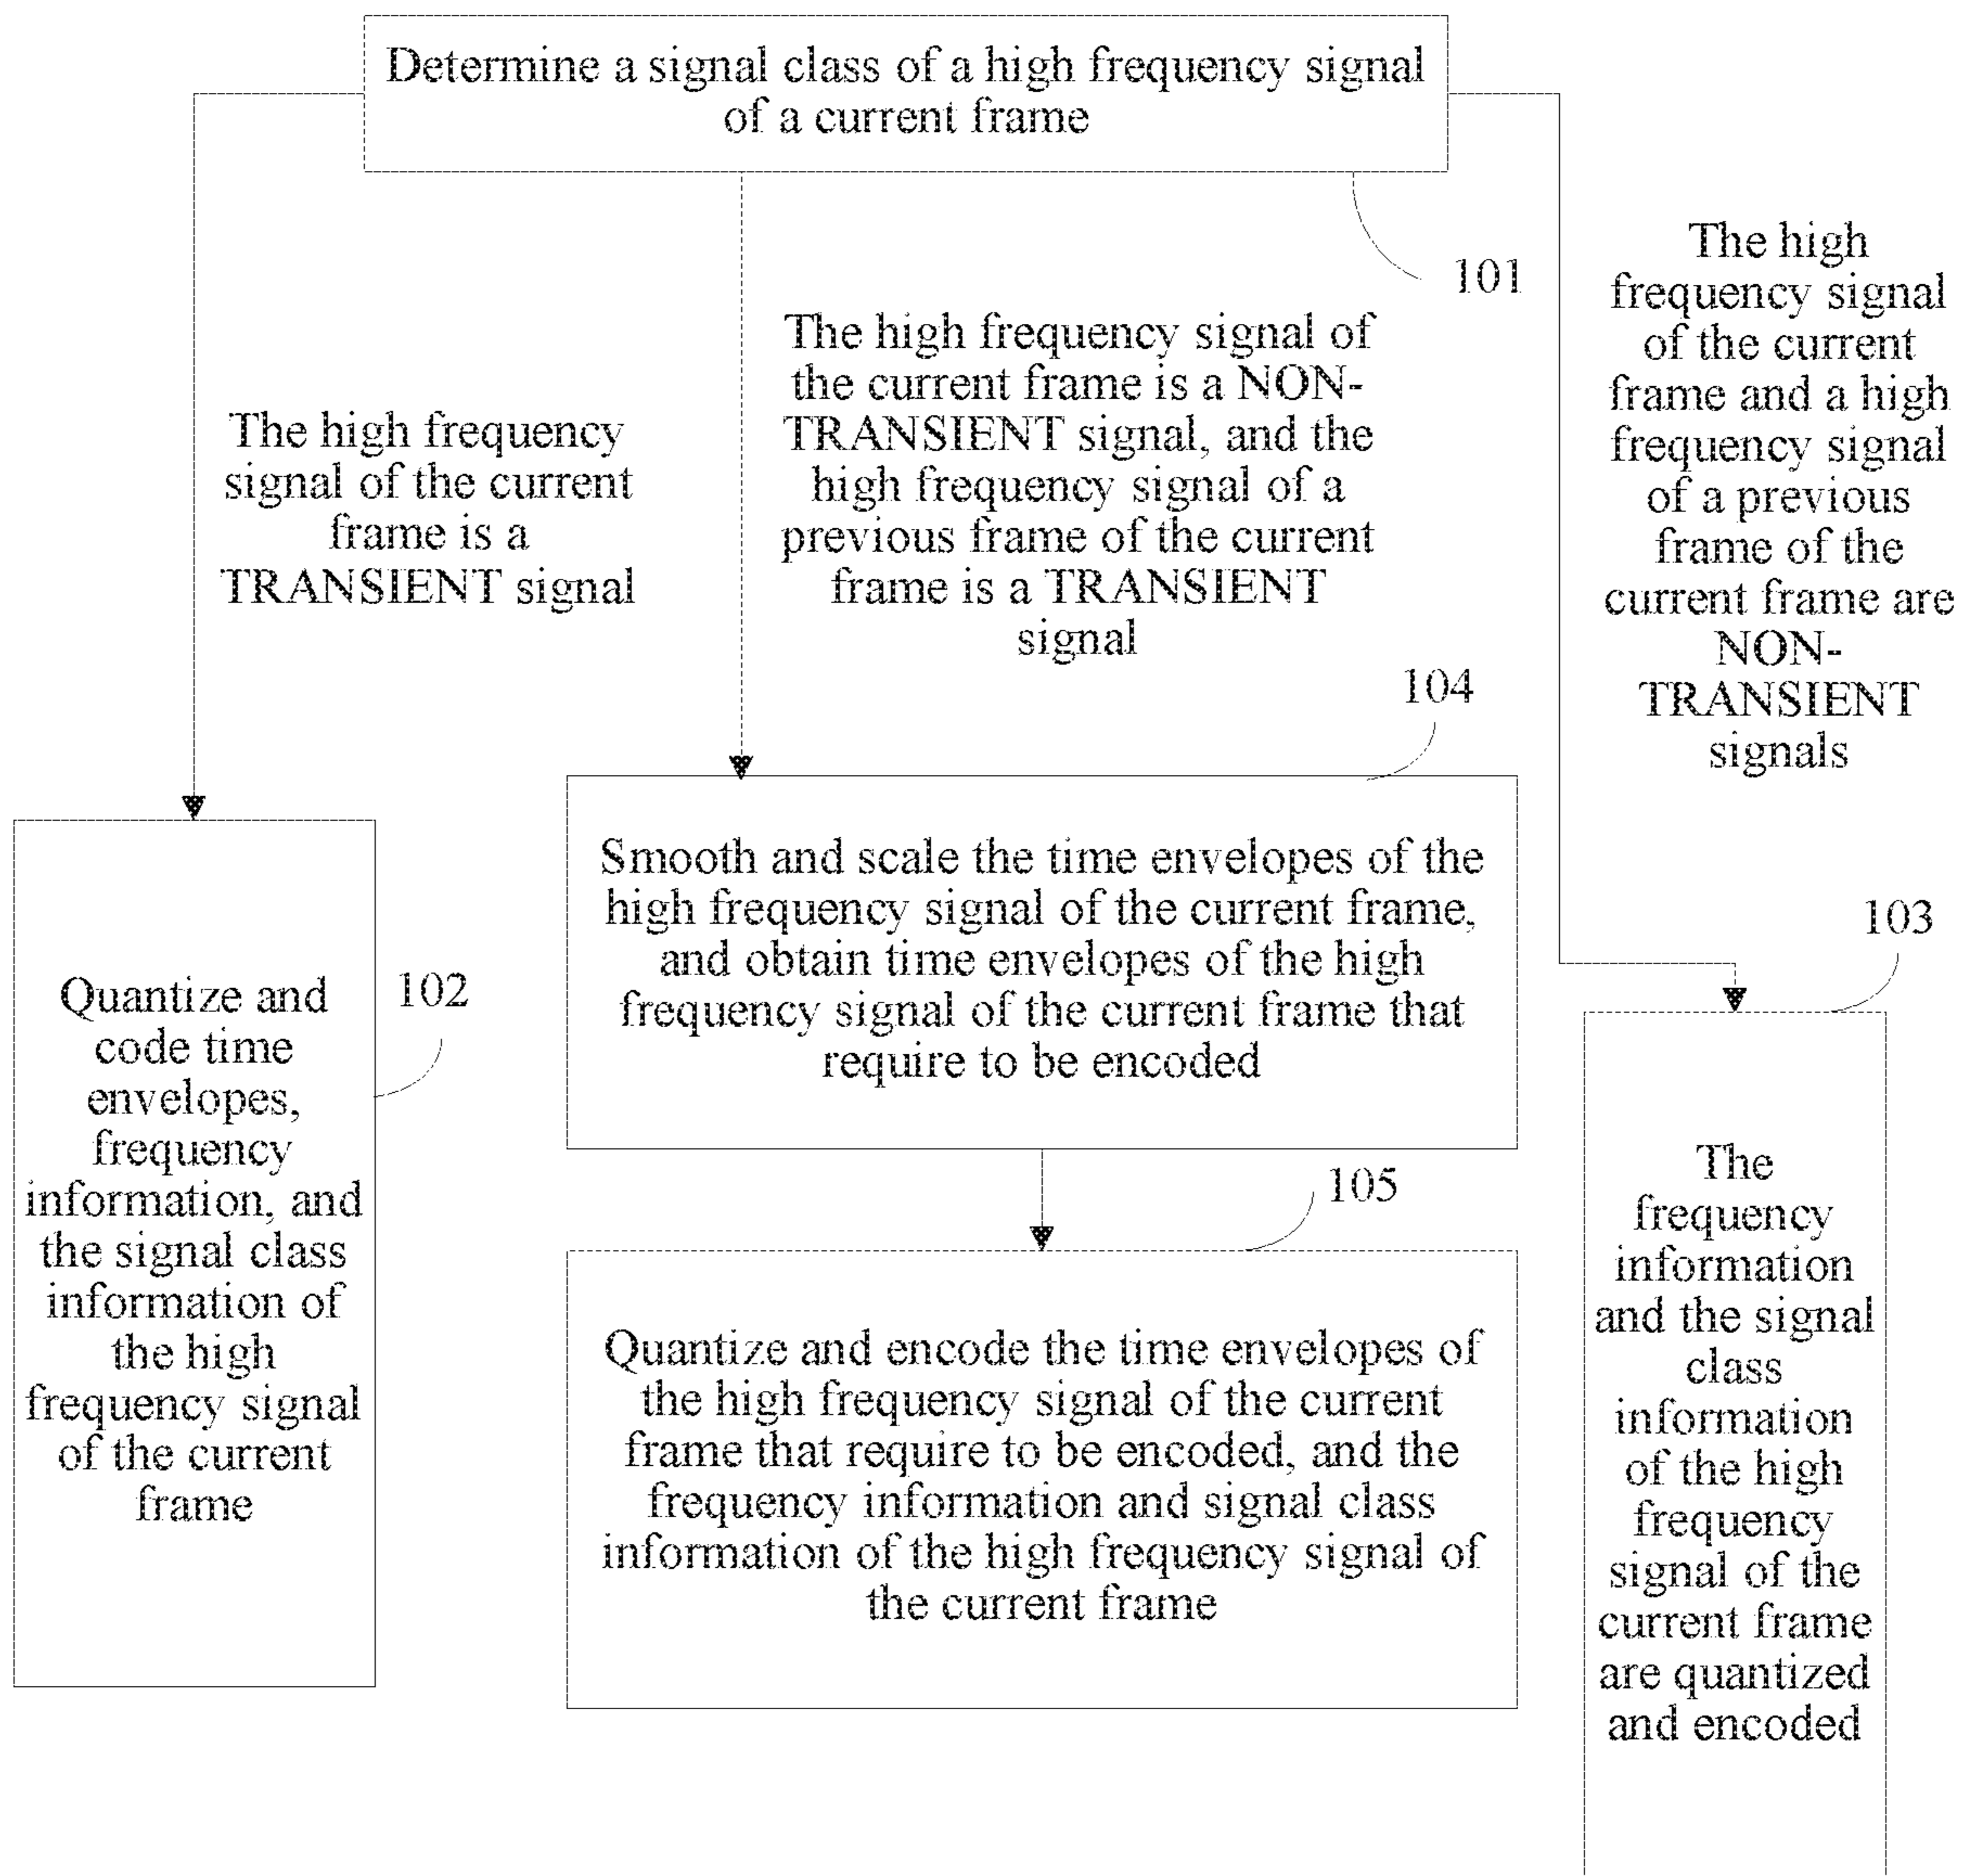 Determine a signal class of a high frequency signal
of a current frame
101
The high frequency
signal of the current
frame is a
TRANSIENT signal
The high frequency signal of
the current frame is a NON-
TRANSIENT signal, and the
high frequency signal of a
previous frame of the current
frame is a TRANSIENT
signal
The high
frequency signal
of the current
frame and a high
frequency signal
of a previous
frame of the
current frame are
NON-
TRANSIENT
signals
102
Quantize and
code time
envelopes,
frequency
information, and
the signal class
information of
the high
frequency signal
of the current
frame
104
Smooth and scale the time envelopes of the
high frequency signal of the current frame,
and obtain time envelopes of the high
frequency signal of the current frame that
require to be encoded
105
Quantize and encode the time envelopes of
the high frequency signal of the current
frame that require to be encoded, and the
frequency information and signal class
information of the high frequency signal of
the current frame
103
The
frequency
information
and the signal
class
information
of the high
frequency
signal of the
current frame
are quantized
and encoded